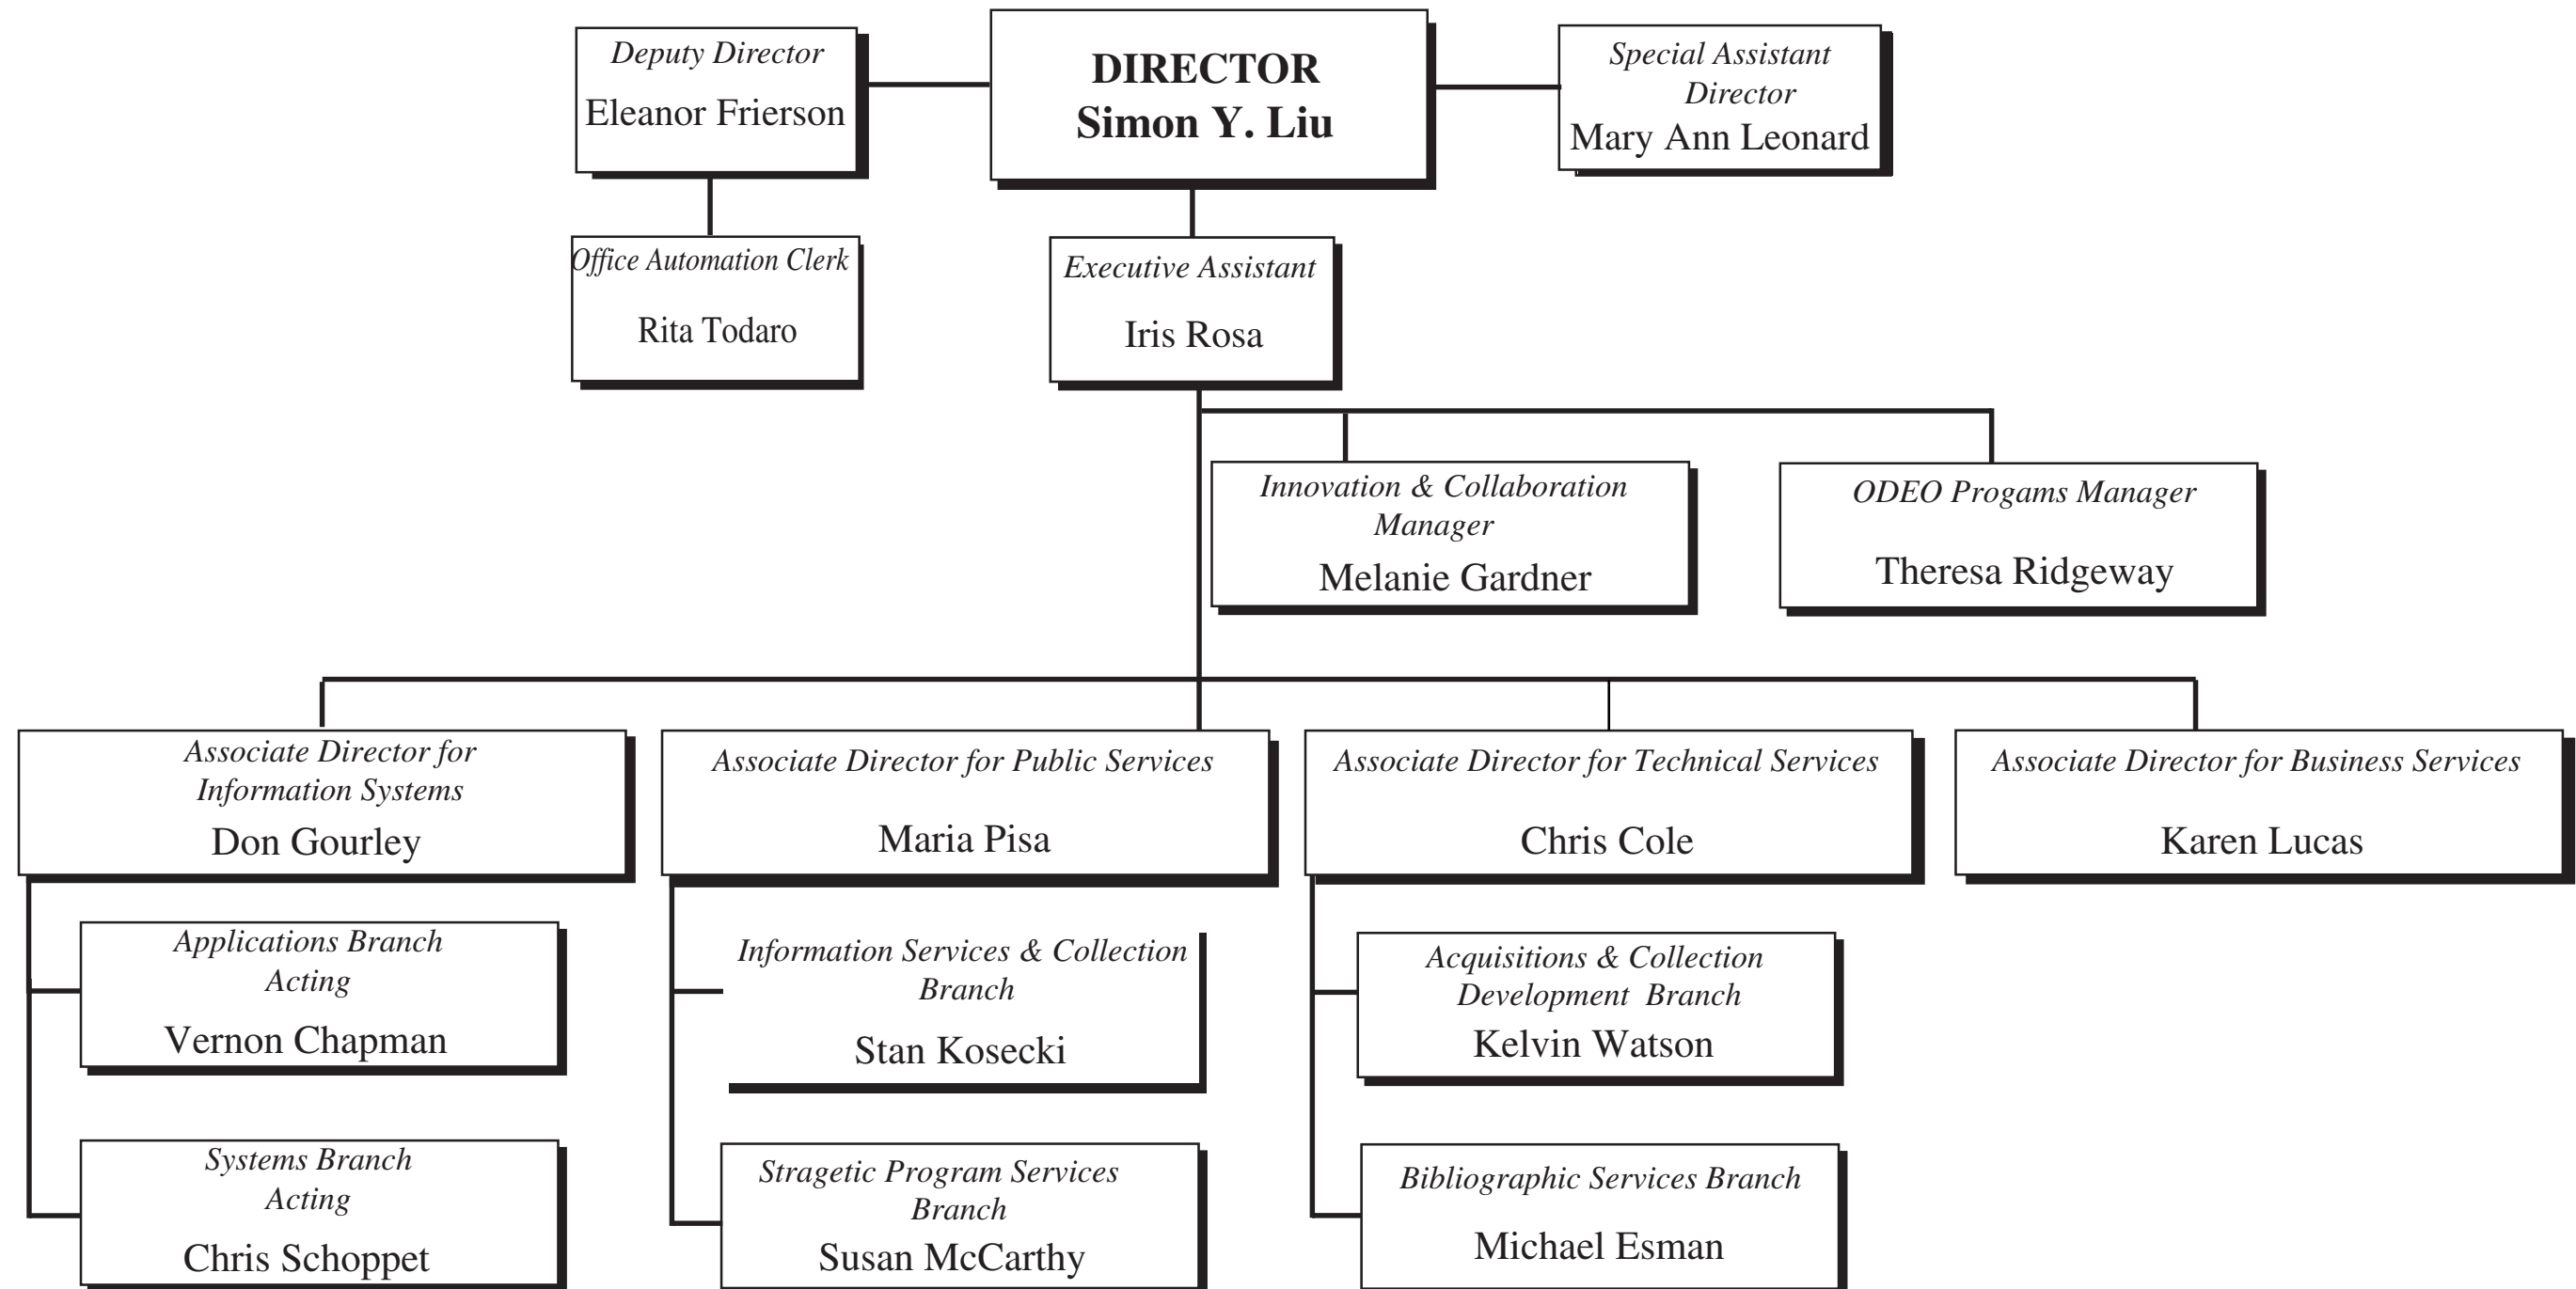 Deputy Director
Eleanor Frierson
DIRECTOR
Simon Y. Liu
Special Assistant
Director
Mary Ann Leonard
Office Automation Clerk
Rita Todaro
Executive Assistant
Iris Rosa
Innovation & Collaboration
Manager
Melanie Gardner
ODEO Progams Manager
Theresa Ridgeway
Associate Director for
Information Systems
Don Gourley
Associate Director for Public Services
Maria Pisa
Associate Director for Technical Services
Chris Cole
Associate Director for Business Services
Karen Lucas
Applications Branch
Acting
Vernon Chapman
Information Services & Collection
Branch
Stan Kosecki
Acquisitions & Collection
Development Branch
Kelvin Watson
Systems Branch
Acting
Chris Schoppet
Stragetic Program Services
Branch
Susan McCarthy
Bibliographic Services Branch
Michael Esman